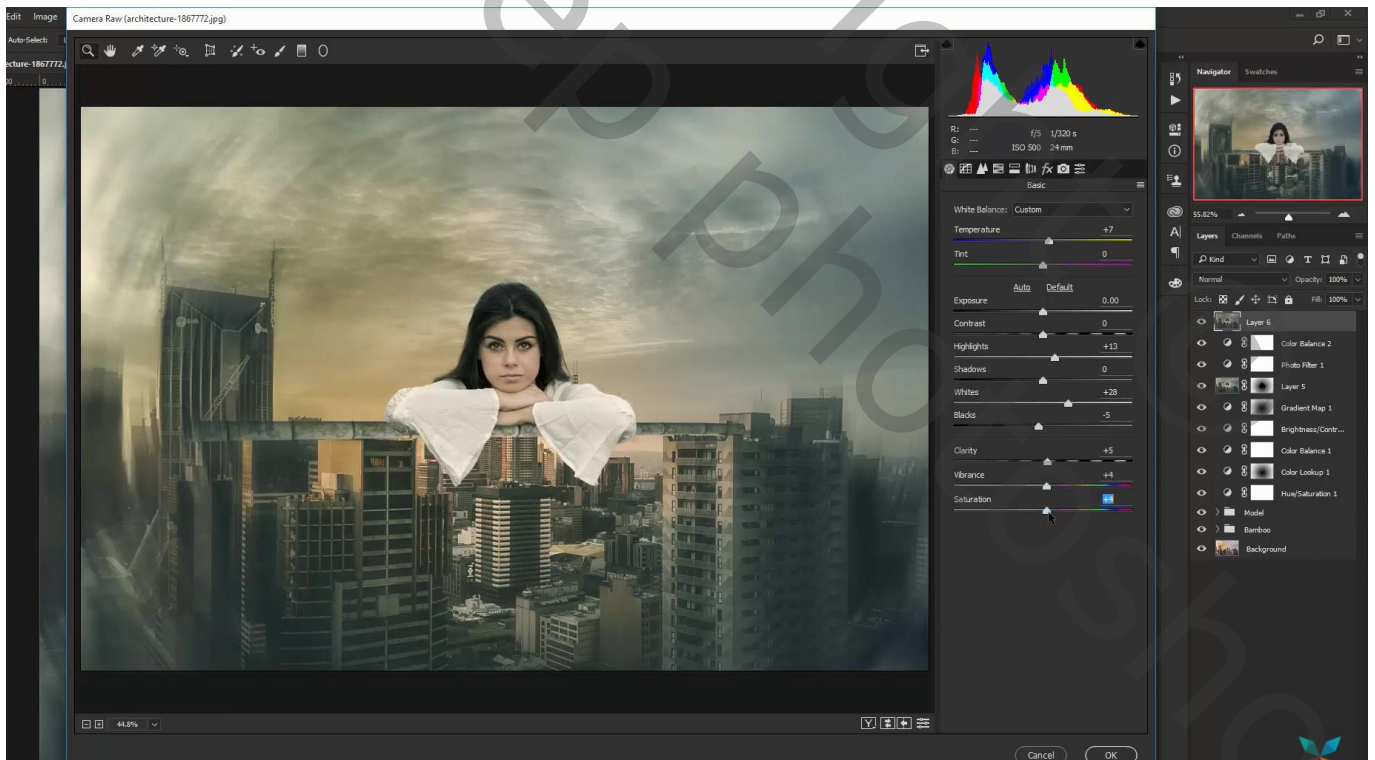 Edit Image
Camera Raw (architecture-1867772.jpg)
Auto-Select:
ecture-1867772.j
R: ---
G: ---
B: ---
f/5 1/320 s
ISO 500 24 mm
Basic
White Balance: Custom
Temperature +7
Tint 0
Auto Default
Exposure 0.00
Contrast 0
Highlights +13
Shadows 0
Whites +28
Blacks -5
Clarity +5
Vibrance +4
Saturation +4
44.8%
Cancel OK
Navigator Swatches
55.82%
Layers Channels Paths
Kind
Normal Opacity: 100%
Lock: Fill: 100%
Layer 6
Color Balance 2
Photo Filter 1
Layer 5
Gradient Map 1
Brightness/Contr...
Color Balance 1
Color Lookup 1
Hue/Saturation 1
Model
Bamboo
Background